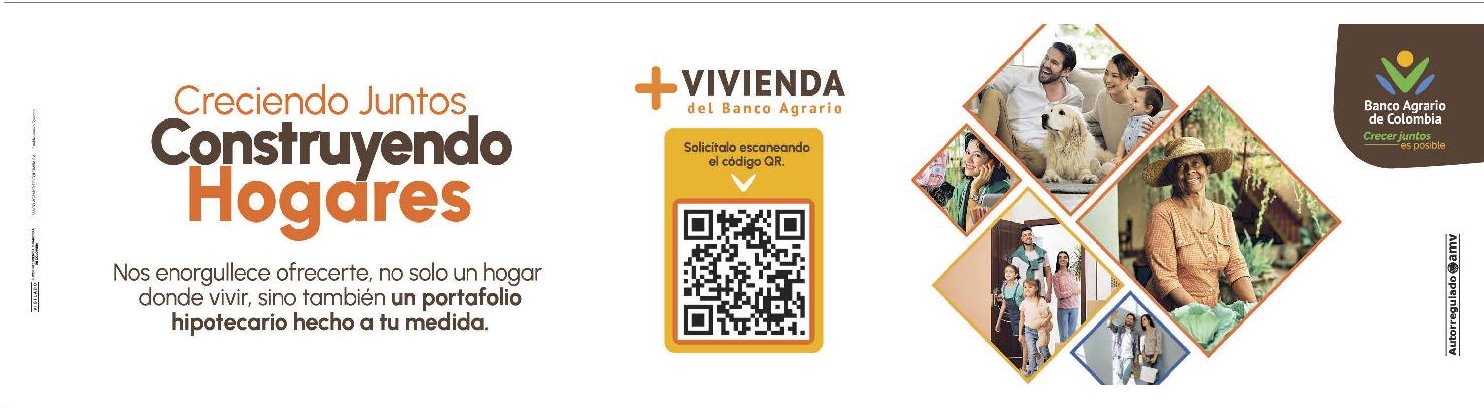 Creciendo Juntos
Construyendo
Hogares
Nos enorgullece ofrecerte, no solo un hogar
donde vivir, sino también un portafolio
hipotecario hecho a tu medida.
+ VIVIENDA
del Banco Agrario
Solicítalo escaneando
el código QR.
Banco Agrario
de Colombia
Crecer juntos
es posible
Autorregulado amv
VIGILADO